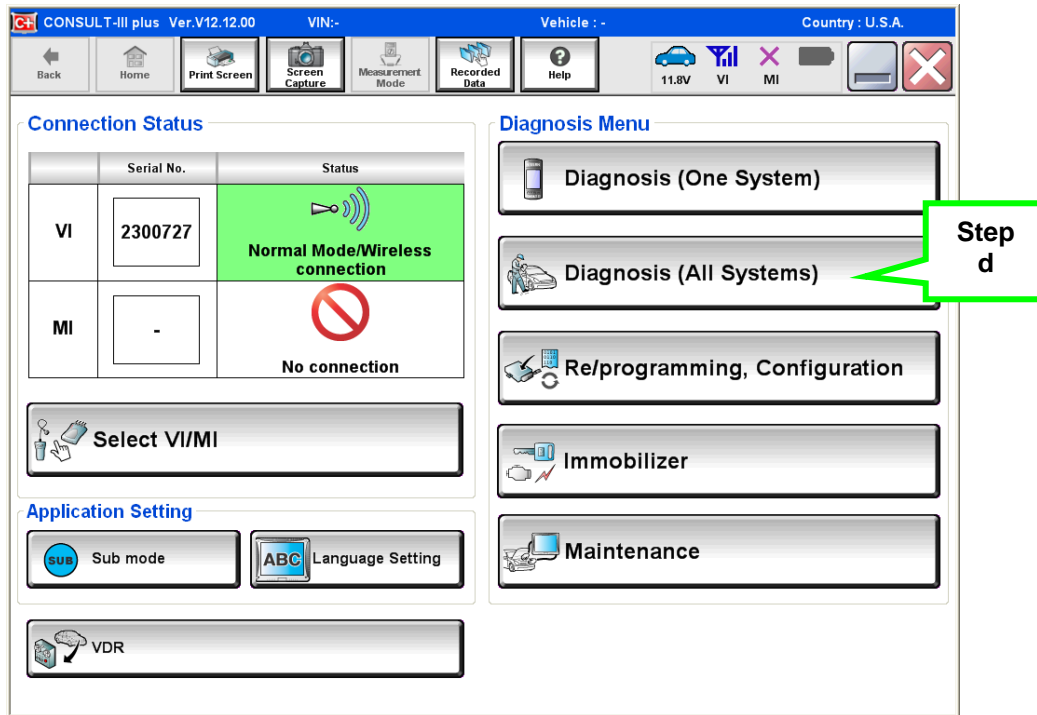 C+ CONSULT-III plus Ver.V12.12.00 VIN:- Vehicle : - Country : U.S.A.
Back Home Print Screen Screen Capture Measurement Mode Recorded Data Help 11.8V VI MI
Connection Status
Serial No. Status
VI 2300727 Normal Mode/Wireless
connection
MI - No connection
Select VI/MI
Application Setting
SUB Sub mode ABC Language Setting
VDR
Diagnosis Menu
Diagnosis (One System)
Diagnosis (All Systems)
Step
d
Re/programming, Configuration
Immobilizer
Maintenance